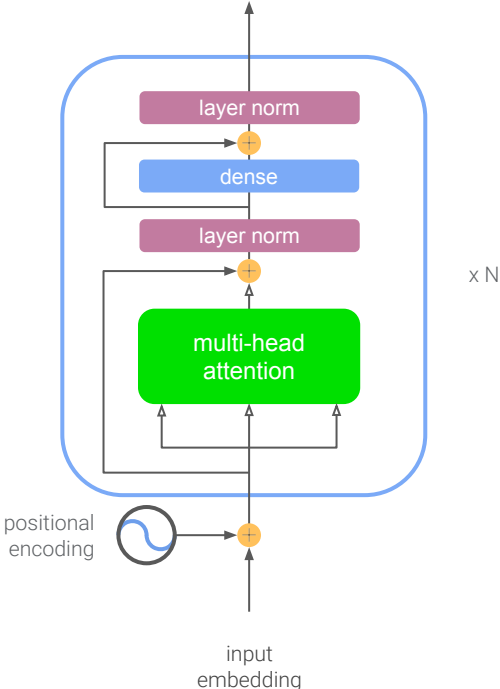 layer norm
+
dense
layer norm
+
x N
multi-head
attention
positional
encoding
+
input
embedding